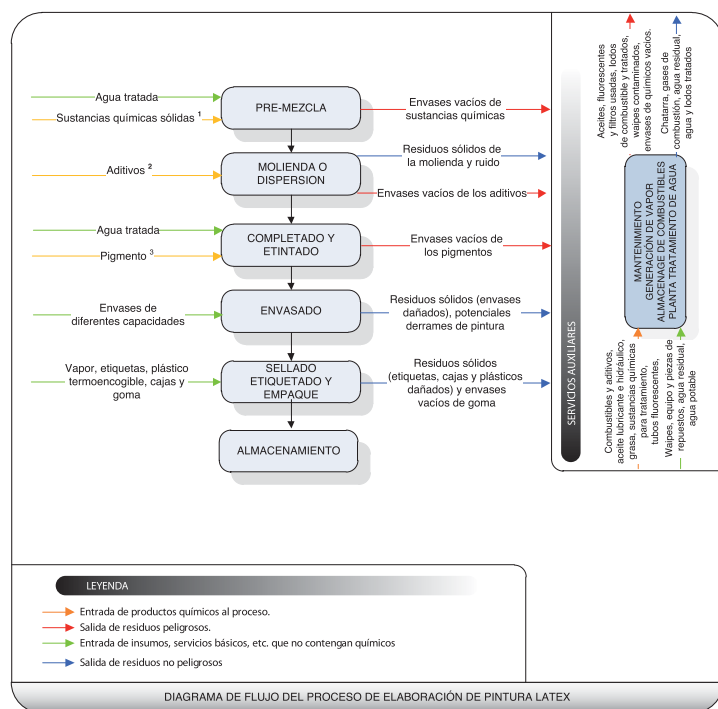 Agua tratada
Sustancias químicas sólidas 1
PRE-MEZCLA
Envases vacíos de
sustancias químicas
Aditivos 2
MOLIENDA O
DISPERSION
Residuos sólidos de
la molienda y ruido
Envases vacíos de los aditivos
Agua tratada
Pigmento 3
COMPLETADO Y
ETINTADO
Envases vacíos de
los pigmentos
Envases de
diferentes capacidades
ENVASADO
Residuos sólidos (envases
dañados), potenciales
derrames de pintura
Vapor, etiquetas, plástico
termoencogible, cajas y
goma
SELLADO
ETIQUETADO Y
EMPAQUE
Residuos sólidos
(etiquetas, cajas y plásticos
dañados) y envases
vacíos de goma
ALMACENAMIENTO
SERVICIOS AUXILIARES
Aceites, fluorescentes
y filtros usadas, lodos
de combustible y tratados,
waipes contaminados,
envases de químicos vacios.
Chatarra, gases de
combustión, agua residual,
agua y lodos tratados
MANTENIMIENTO
GENERACIÓN DE VAPOR
ALMACENAGE DE COMBUSTIBLES
PLANTA TRATAMIENTO DE AGUA
Combustibles y aditivos,
aceite lubricante e hidráulico,
grasa, sustancias químicas
para tratamiento,
tubos fluorescentes,
Waipes, equipo y piezas de
repuestos, agua residual,
agua potable
LEYENDA
Entrada de productos químicos al proceso.
Salida de residuos peligrosos.
Entrada de insumos, servicios básicos, etc. que no contengan químicos
Salida de residuos no peligrosos
DIAGRAMA DE FLUJO DEL PROCESO DE ELABORACIÓN DE PINTURA LATEX